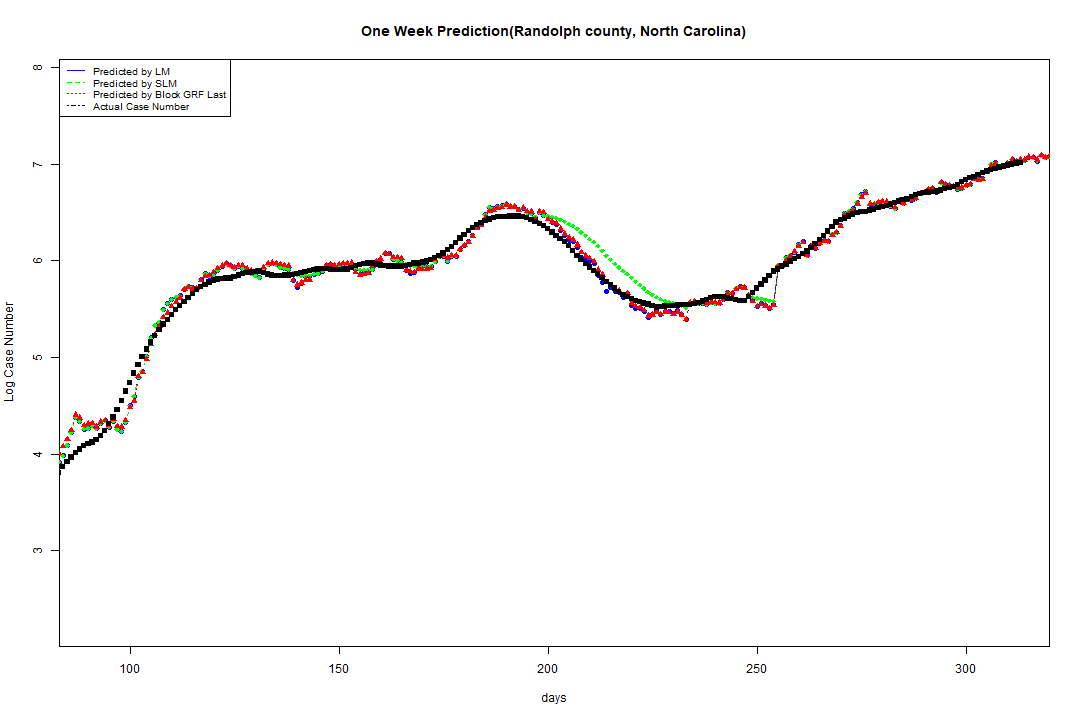 One Week Prediction(Randolph county, North Carolina)
Predicted by LM
Predicted by SLM
Predicted by Block GRF Last
Actual Case Number
8
7
6
5
4
3
Log Case Number
100 150 200 250 300
days